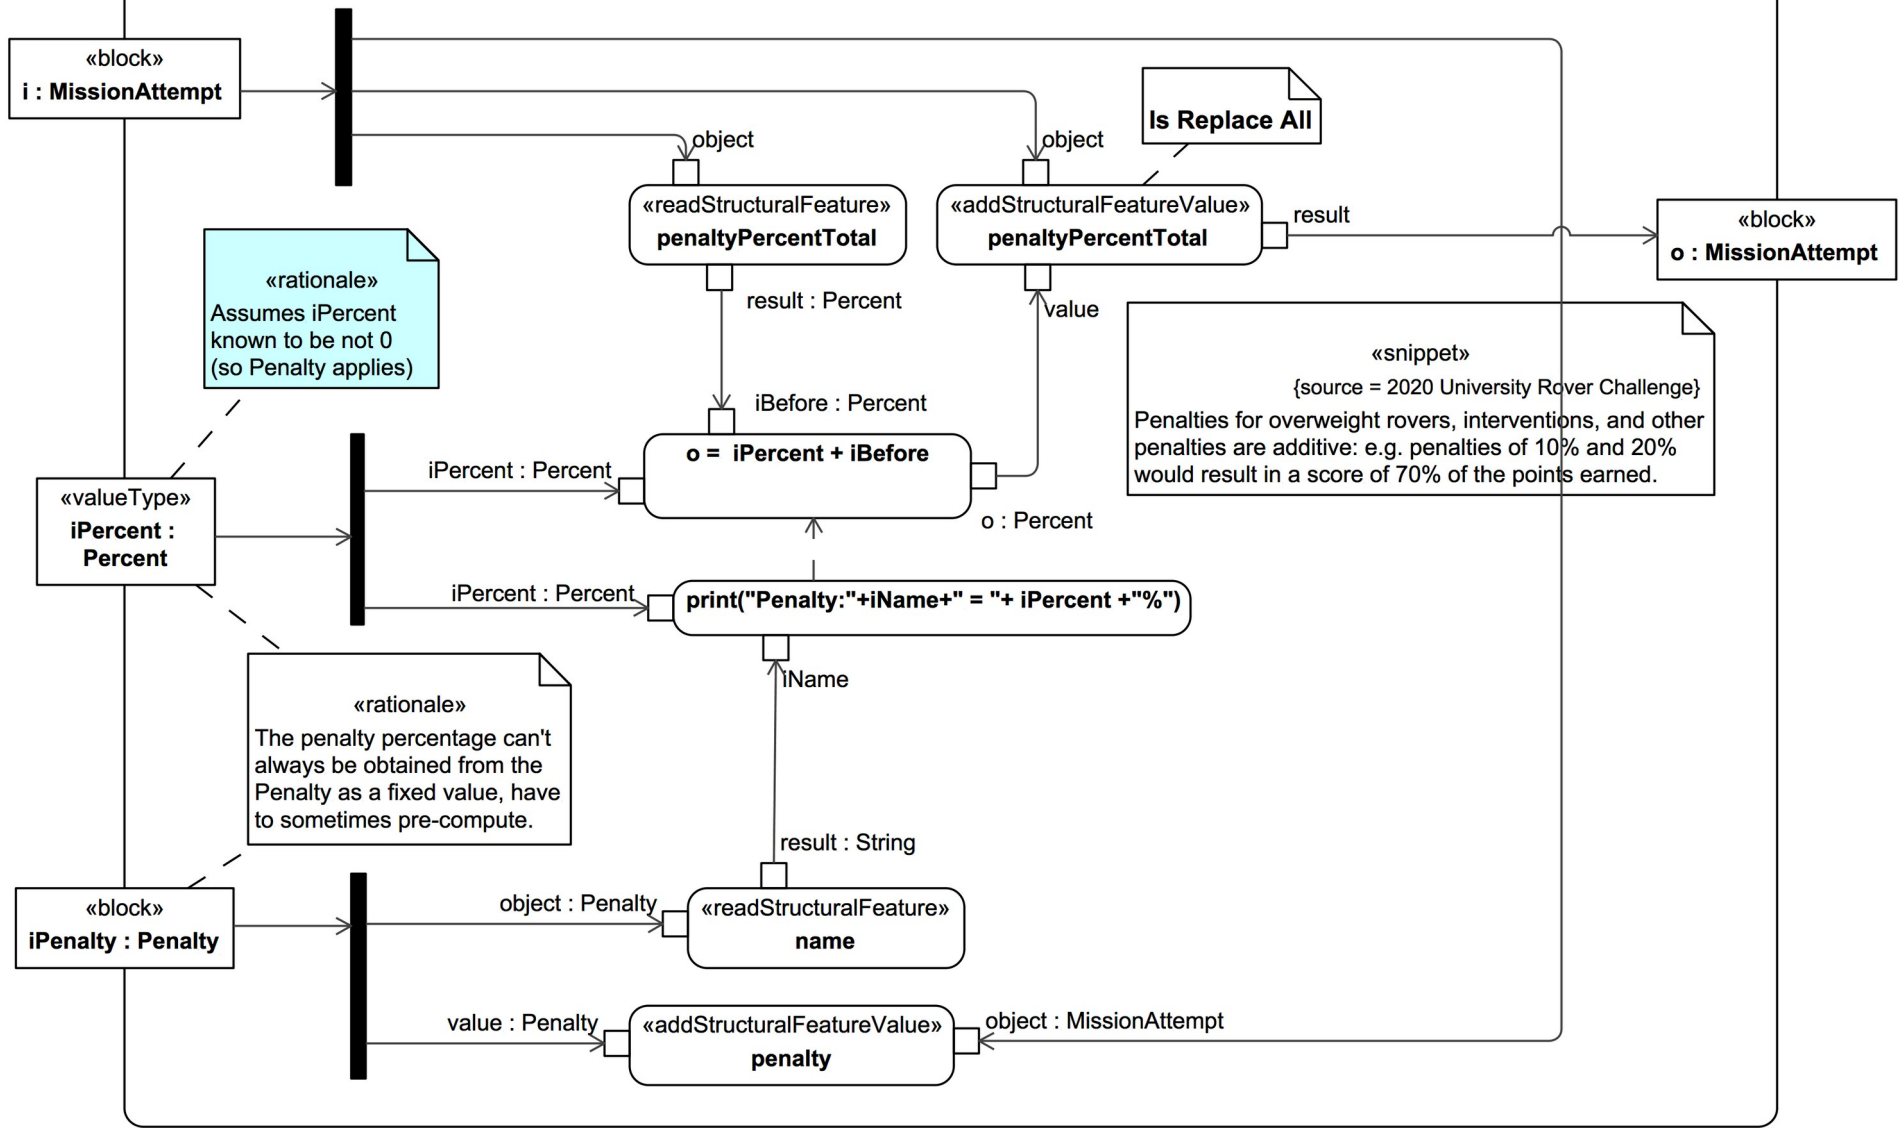 «block»
i : MissionAttempt
object
object
Is Replace All
«readStructuralFeature»
penaltyPercentTotal
«addStructuralFeatureValue»
penaltyPercentTotal
result
«block»
o : MissionAttempt
«rationale»
Assumes iPercent
known to be not 0
(so Penalty applies)
result : Percent
value
«snippet»
{source = 2020 University Rover Challenge}
Penalties for overweight rovers, interventions, and other
penalties are additive: e.g. penalties of 10% and 20%
would result in a score of 70% of the points earned.
iBefore : Percent
o =  iPercent + iBefore
iPercent : Percent
o : Percent
«valueType»
iPercent :
Percent
iPercent : Percent
print("Penalty:"+iName+" = "+ iPercent +"%")
iName
«rationale»
The penalty percentage can't
always be obtained from the
Penalty as a fixed value, have
to sometimes pre-compute.
result : String
«block»
iPenalty : Penalty
object : Penalty
«readStructuralFeature»
name
value : Penalty
«addStructuralFeatureValue»
penalty
object : MissionAttempt